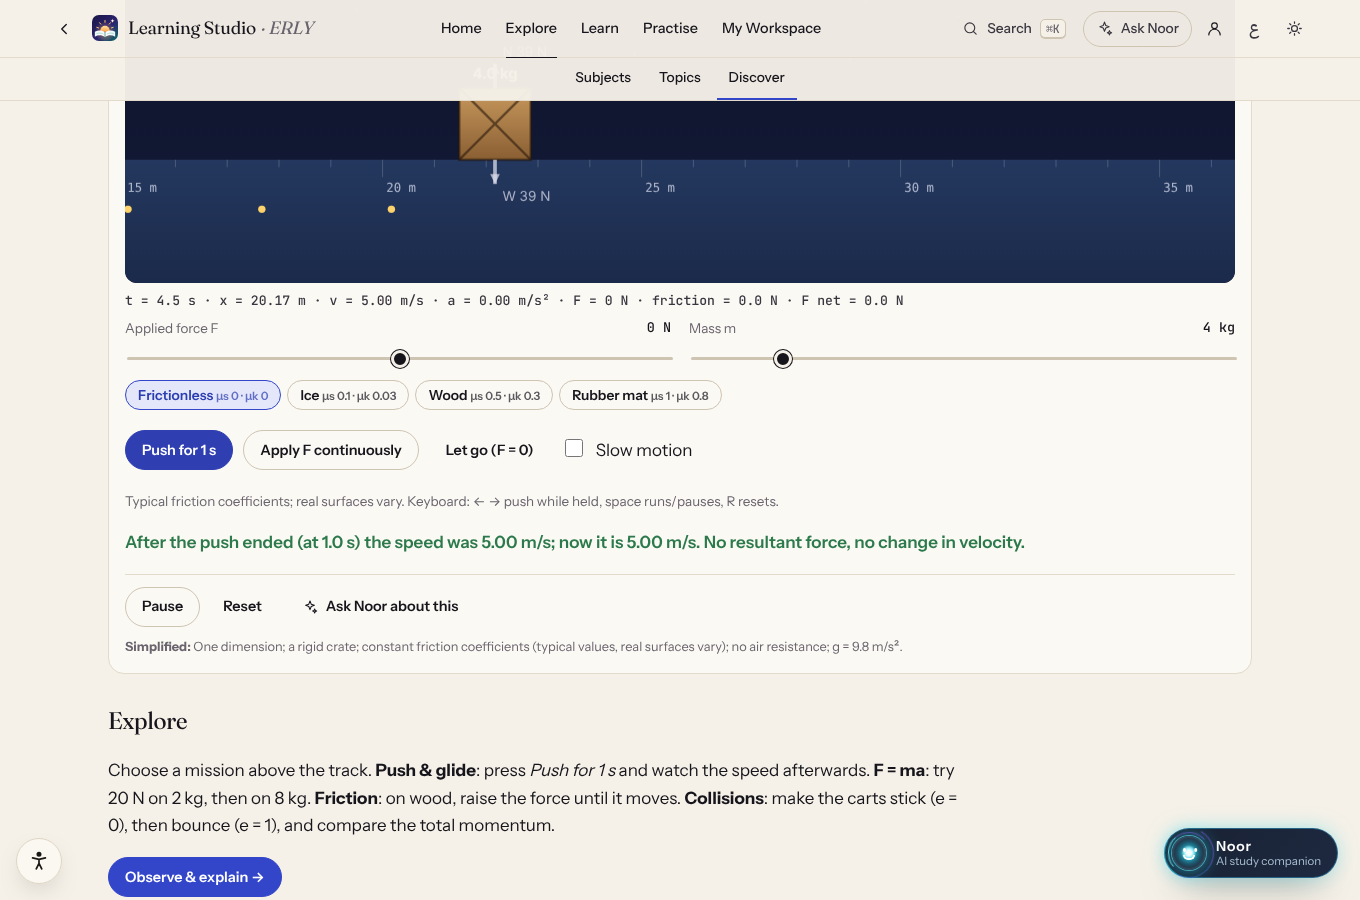 Learning Studio · ERLY
Home
Explore
Learn
Practise
My Workspace
Search
⌘K
Ask Noor
ع
Subjects
Topics
Discover
4.0 kg
15 m
20 m
25 m
30 m
35 m
W 39 N
t = 4.5 s · x = 20.17 m · v = 5.00 m/s · a = 0.00 m/s² · F = 0 N · friction = 0.0 N · F net = 0.0 N
Applied force F
0 N
Mass m
4 kg
Frictionless μs 0 · μk 0
Ice μs 0.1 · μk 0.03
Wood μs 0.5 · μk 0.3
Rubber mat μs 1 · μk 0.8
Push for 1 s
Apply F continuously
Let go (F = 0)
Slow motion
Typical friction coefficients; real surfaces vary. Keyboard: ← → push while held, space runs/pauses, R resets.
After the push ended (at 1.0 s) the speed was 5.00 m/s; now it is 5.00 m/s. No resultant force, no change in velocity.
Pause
Reset
Ask Noor about this
Simplified: One dimension; a rigid crate; constant friction coefficients (typical values, real surfaces vary); no air resistance; g = 9.8 m/s².
Explore
Choose a mission above the track. Push & glide: press Push for 1 s and watch the speed afterwards. F = ma: try
20 N on 2 kg, then on 8 kg. Friction: on wood, raise the force until it moves. Collisions: make the carts stick (e =
0), then bounce (e = 1), and compare the total momentum.
Observe & explain →
Noor
AI study companion